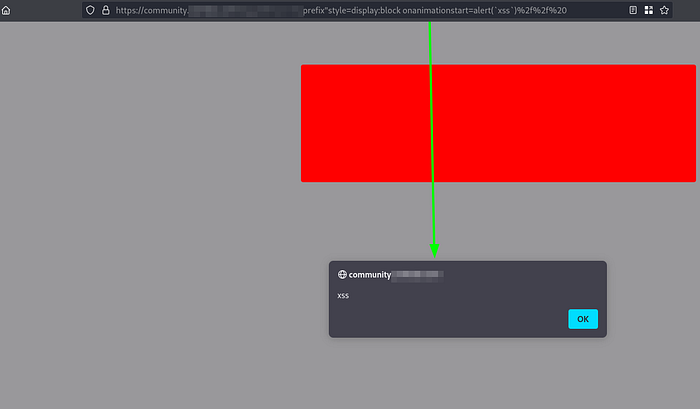 https://community. prefix"style=display:block onanimationstart=alert(`xss`)%2f%2f%20
community
xss
OK